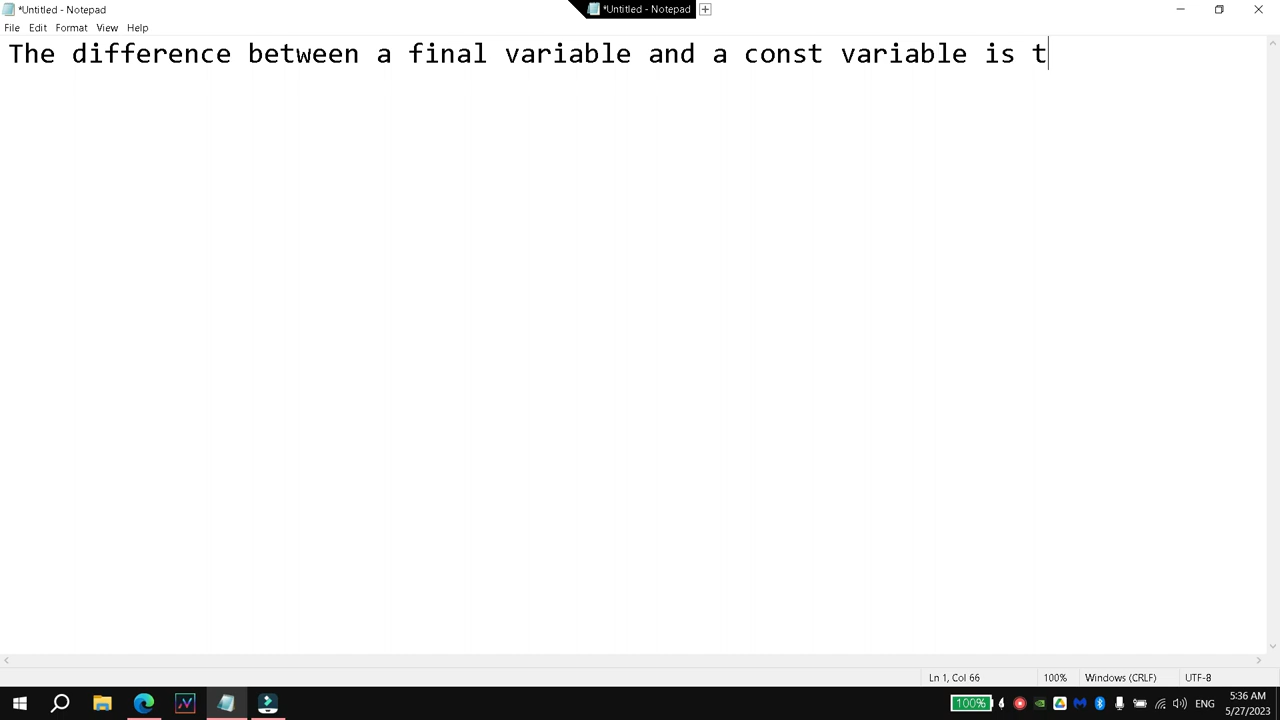 *Untitled - Notepad
*Untitled - Notepad
File Edit Format View Help
The difference between a final variable and a const variable is t
Ln 1, Col 66 100% Windows (CRLF) UTF-8
100% ENG 5:36 AM
5/27/2023